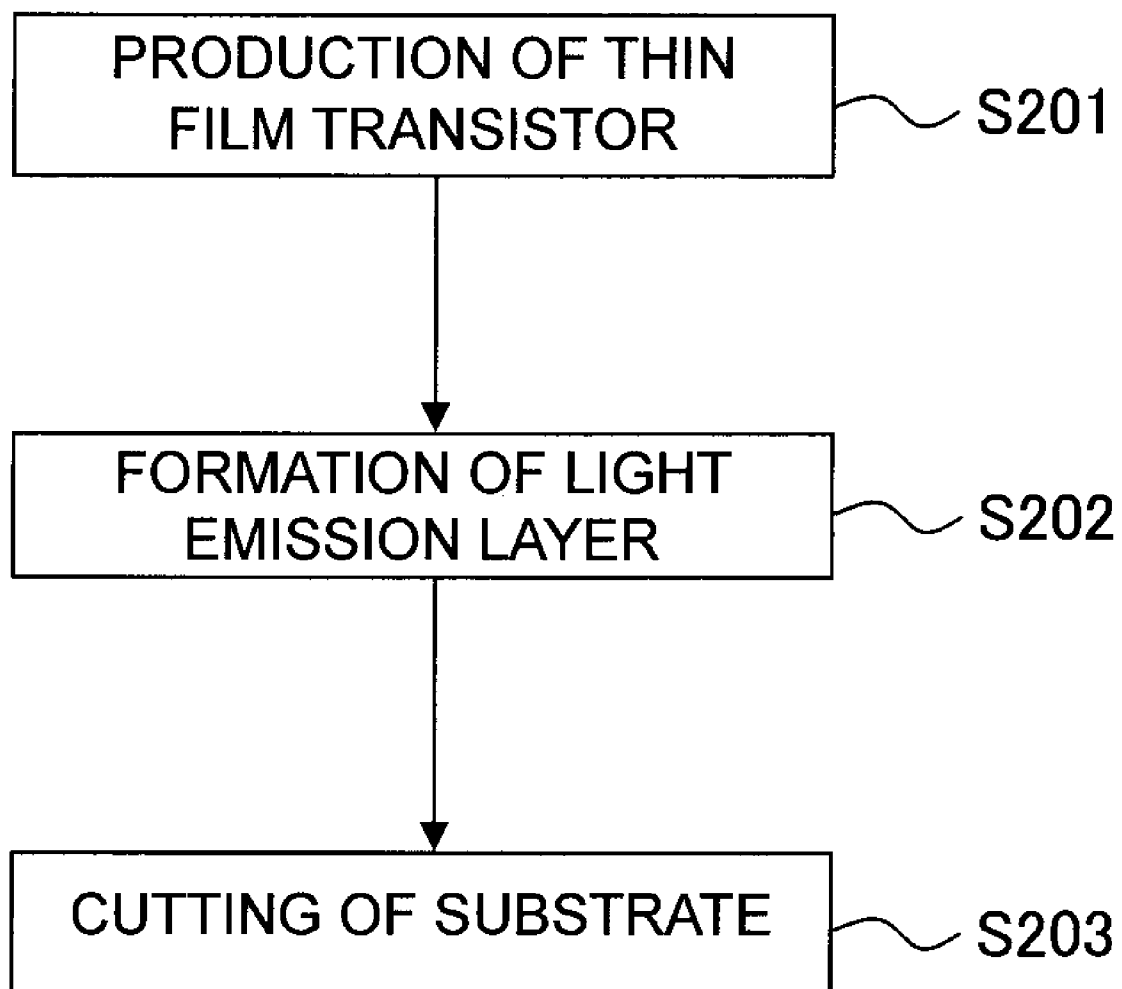 PRODUCTION OF THIN
FILM TRANSISTOR
S201
FORMATION OF LIGHT
EMISSION LAYER
S202
CUTTING OF SUBSTRATE
S203